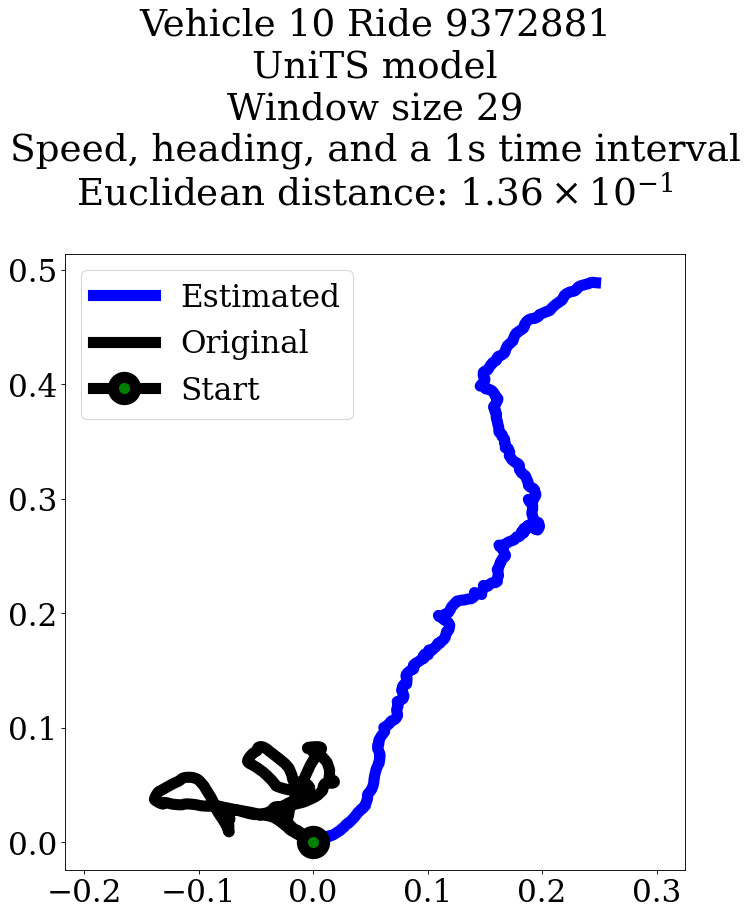 Vehicle 10 Ride 9372881
UniTS model
Window size 29
Speed, heading, and a 1s time interval
Euclidean distance: 1.36 × 10⁻¹
Estimated
Original
Start
0.5
0.4
0.3
0.2
0.1
0.0
−0.2 −0.1 0.0 0.1 0.2 0.3